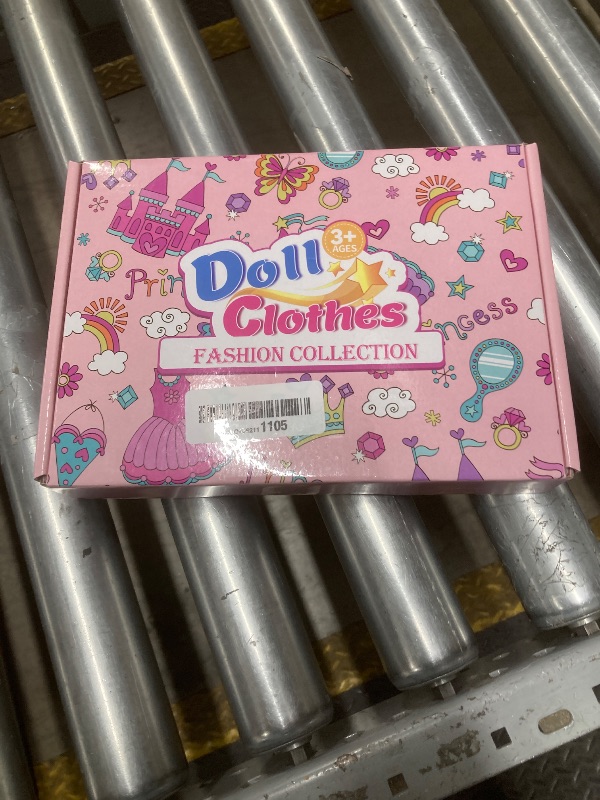 Doll
3+
AGES
Clothes
FASHION COLLECTION
1105